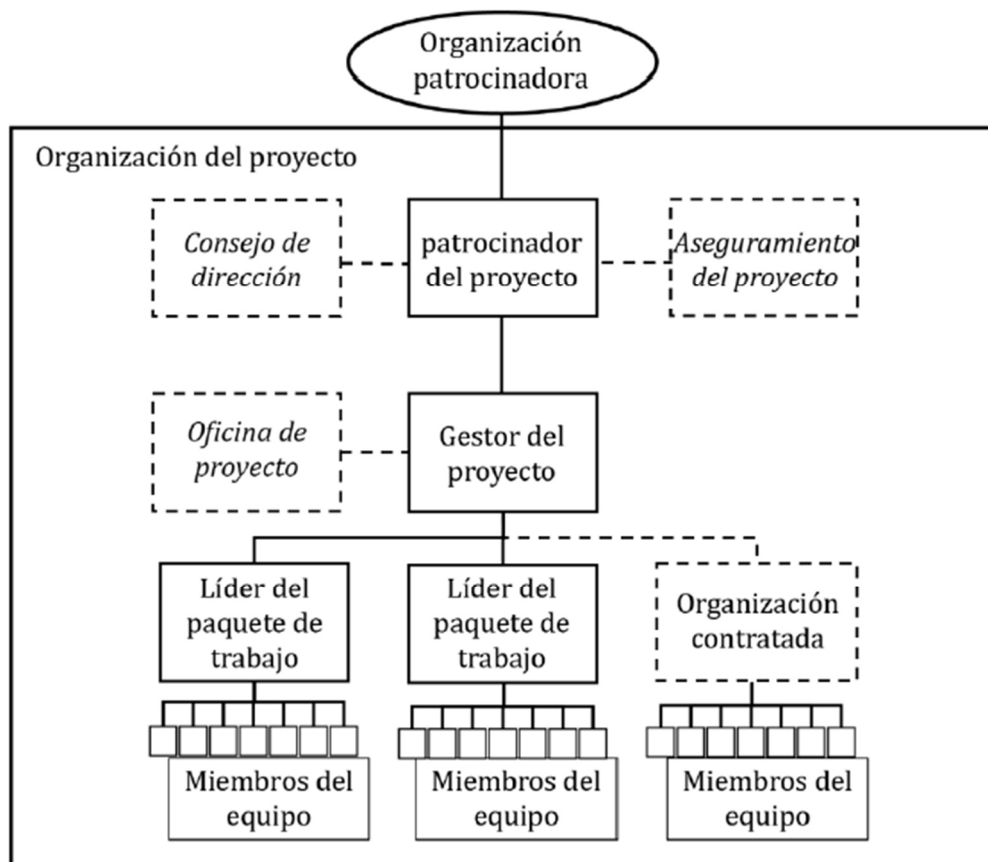 Organización
patrocinadora
Organización del proyecto
Consejo de
dirección
patrocinador
del proyecto
Aseguramiento
del proyecto
Oficina de
proyecto
Gestor del
proyecto
Líder del
paquete de
trabajo
Líder del
paquete de
trabajo
Organización
contratada
Miembros del
equipo
Miembros del
equipo
Miembros del
equipo